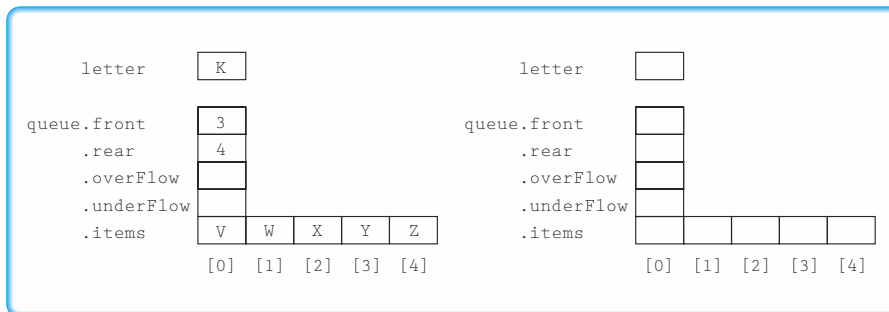 letter K letter
queue.front 3 queue.front
.rear 4 .rear
.overFlow .overFlow
.underFlow .underFlow
.items V W X Y Z .items
[0] [1] [2] [3] [4] [0] [1] [2] [3] [4]